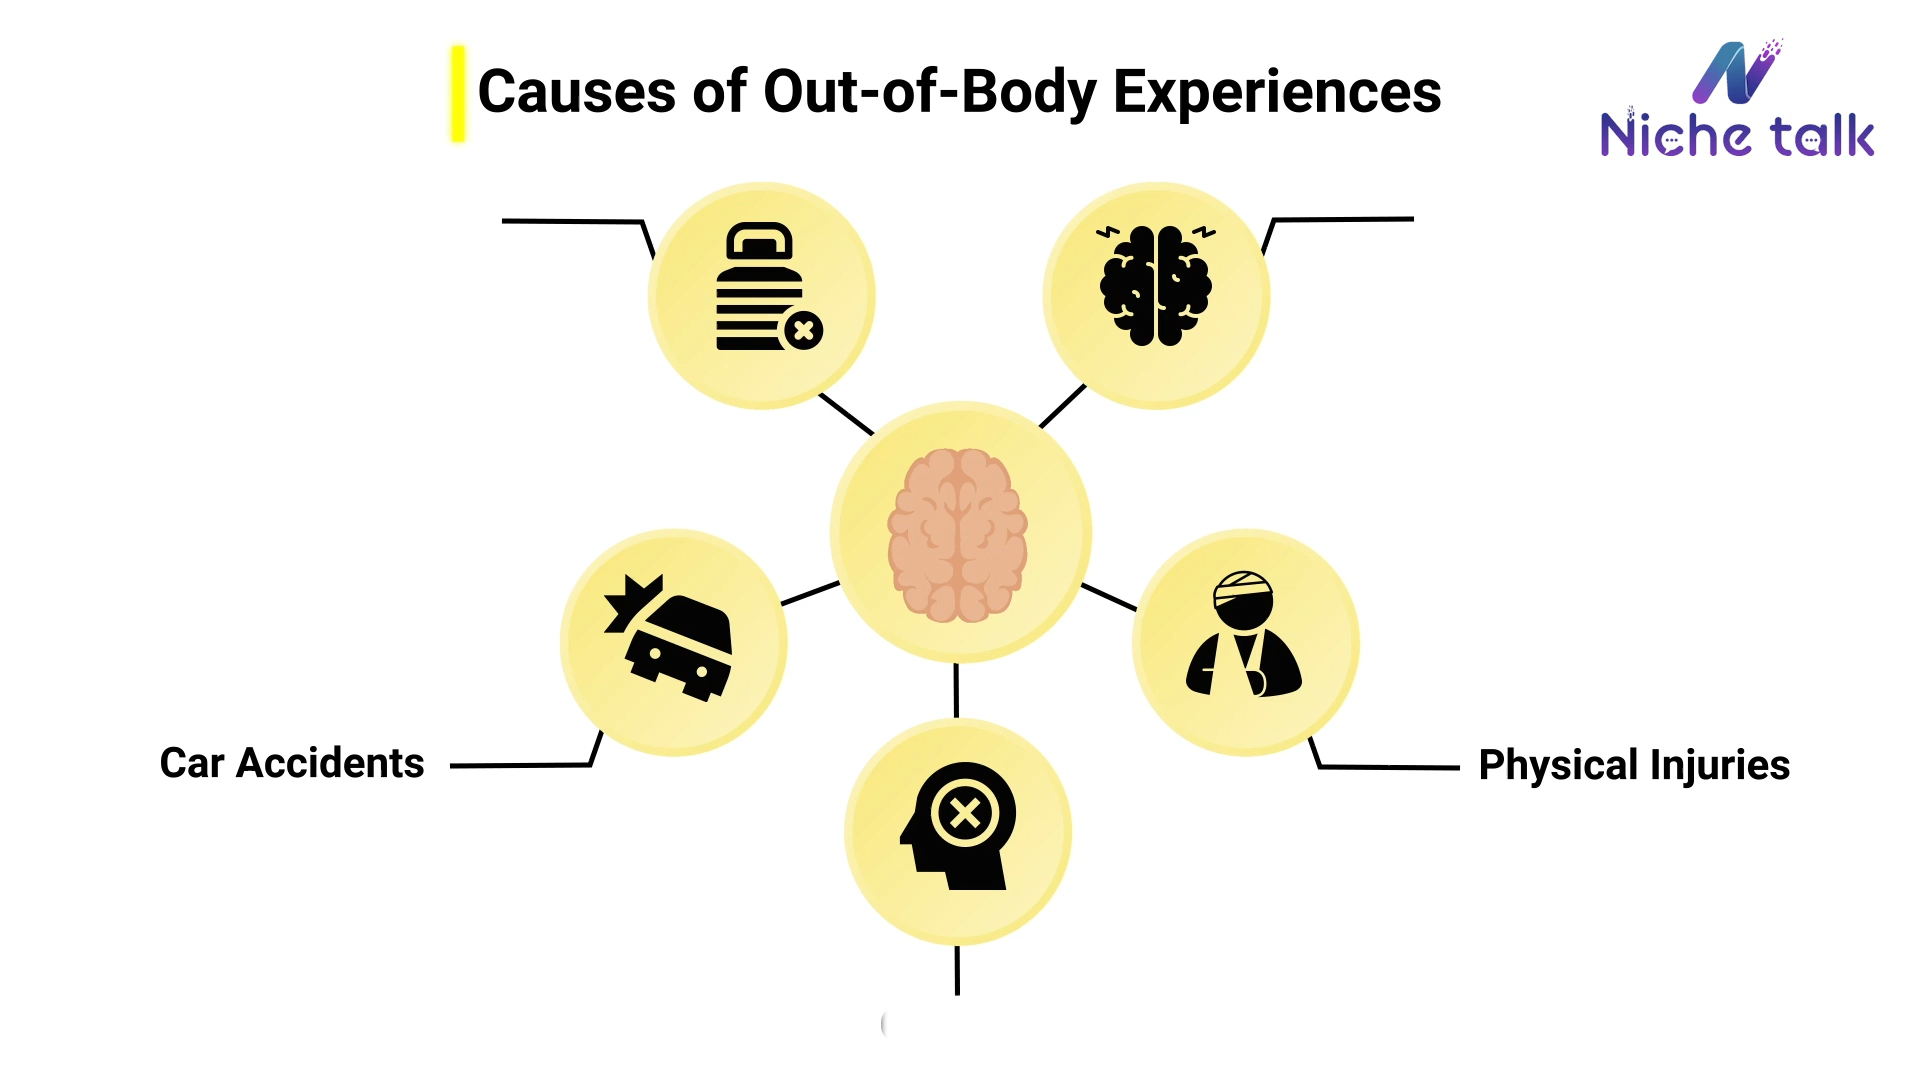 Causes of Out-of-Body Experiences
Niche talk
Car Accidents
Physical Injuries